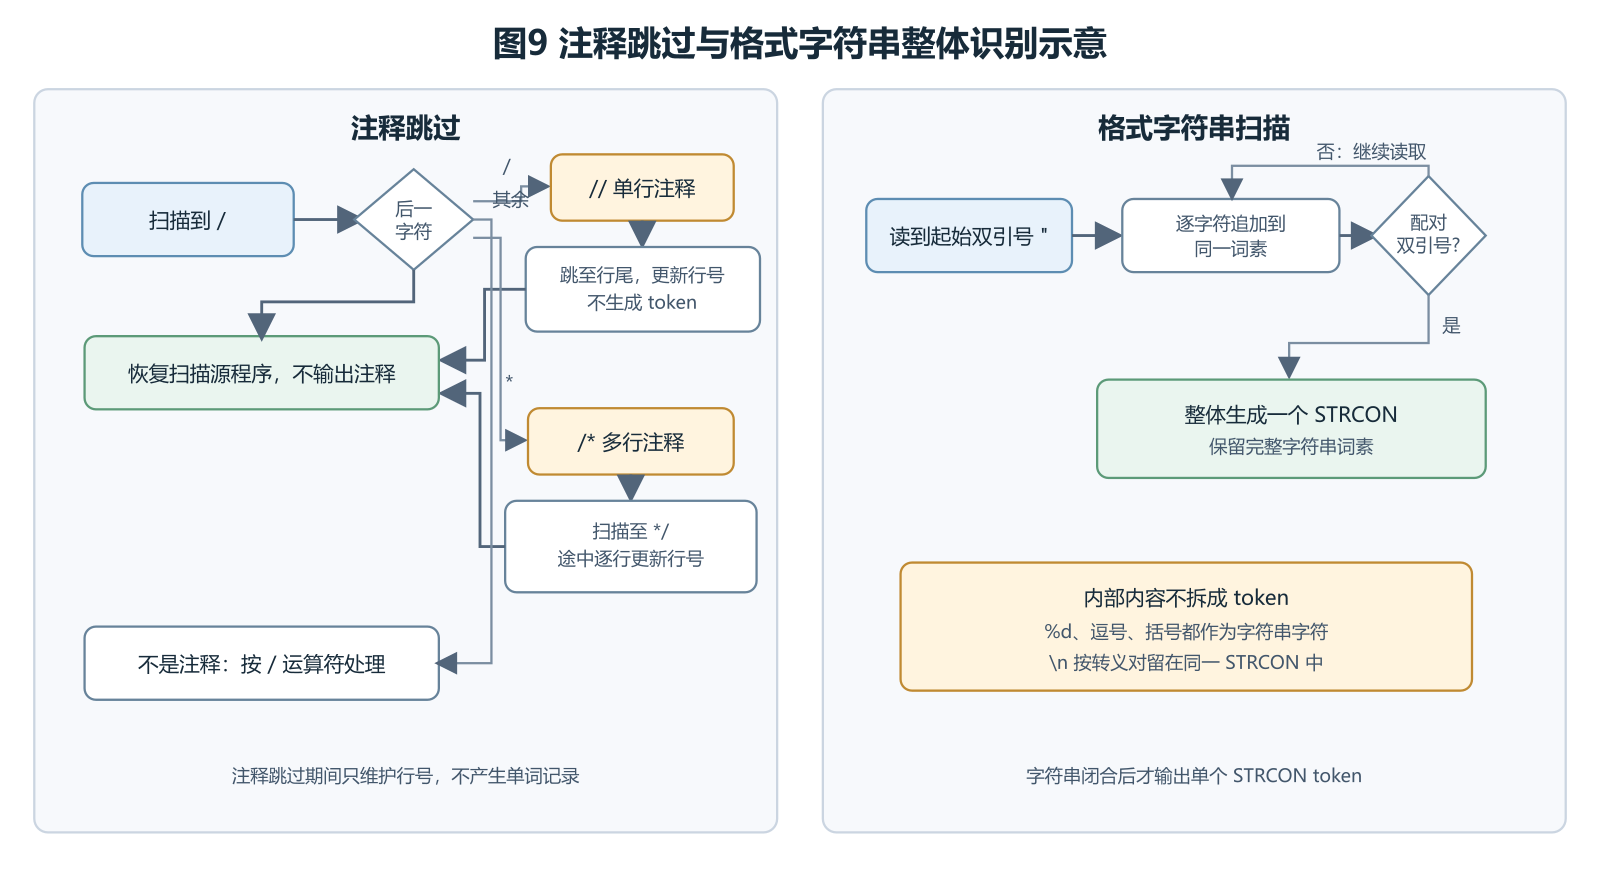 图9 注释跳过与格式字符串整体识别示意
注释跳过
扫描到 /
后一
字符
/
其余
// 单行注释
跳至行尾，更新行号
不生成 token
恢复扫描源程序，不输出注释
*
/* 多行注释
扫描至 */
途中逐行更新行号
不是注释：按 / 运算符处理
注释跳过期间只维护行号，不产生单词记录
格式字符串扫描
否：继续读取
读到起始双引号 "
逐字符追加到
同一词素
配对
双引号?
是
整体生成一个 STRCON
保留完整字符串词素
内部内容不拆成 token
%d、逗号、括号都作为字符串字符
\n 按转义对留在同一 STRCON 中
字符串闭合后才输出单个 STRCON token